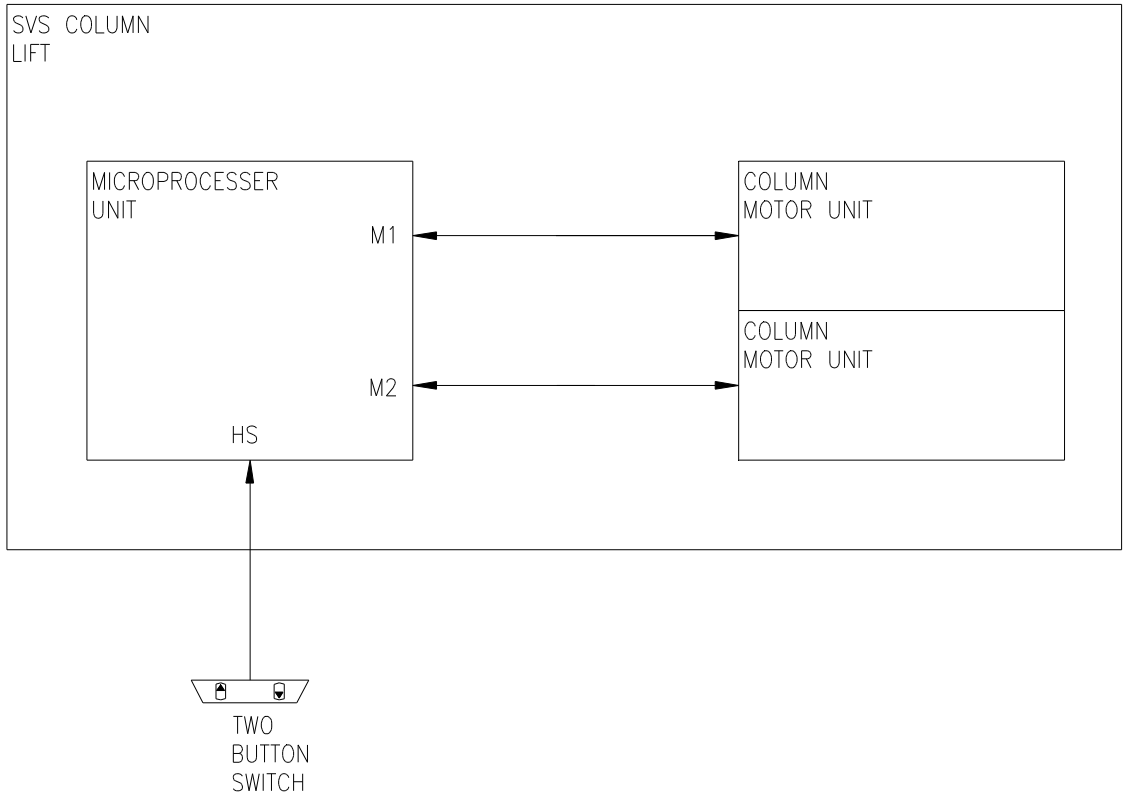 SVS COLUMN
LIFT
MICROPROCESSER
UNIT
M1
M2
HS
COLUMN
MOTOR UNIT
COLUMN
MOTOR UNIT
TWO
BUTTON
SWITCH